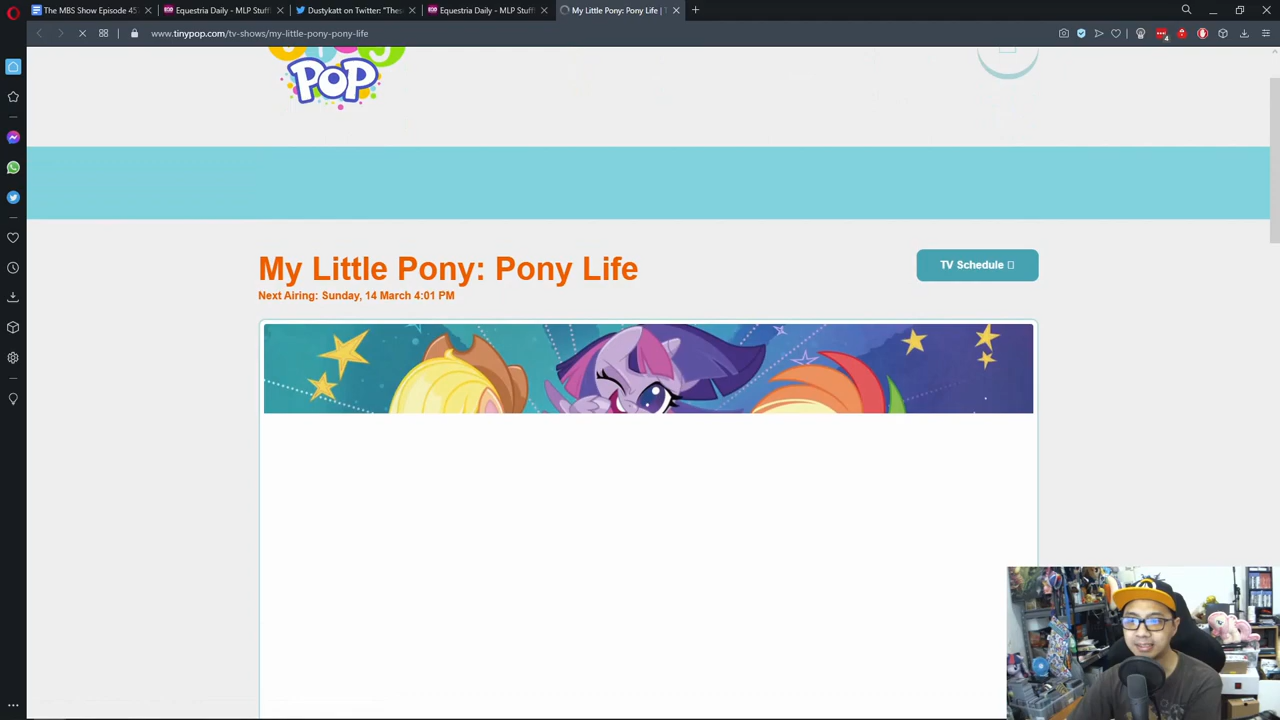 The MBS Show Episode 45
Equestria Daily - MLP Stuff
Dustykatt on Twitter: "Thes
Equestria Daily - MLP Stuff
My Little Pony: Pony Life | T
www.tinypop.com/tv-shows/my-little-pony-pony-life
POP
My Little Pony: Pony Life
TV Schedule
Next Airing: Sunday, 14 March 4:01 PM